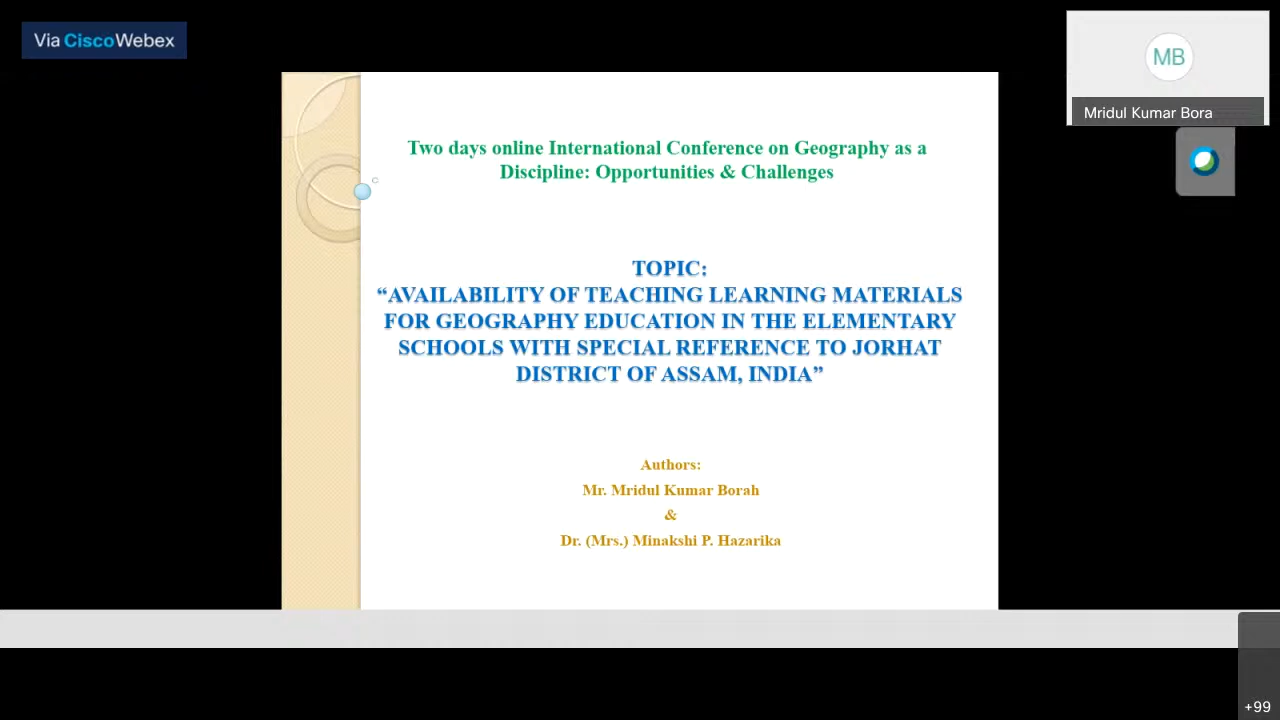 Via CiscoWebex
MB
Mridul Kumar Bora
Two days online International Conference on Geography as a
Discipline: Opportunities & Challenges
TOPIC:
“AVAILABILITY OF TEACHING LEARNING MATERIALS
FOR GEOGRAPHY EDUCATION IN THE ELEMENTARY
SCHOOLS WITH SPECIAL REFERENCE TO JORHAT
DISTRICT OF ASSAM, INDIA”
Authors:
Mr. Mridul Kumar Borah
&
Dr. (Mrs.) Minakshi P. Hazarika
+99